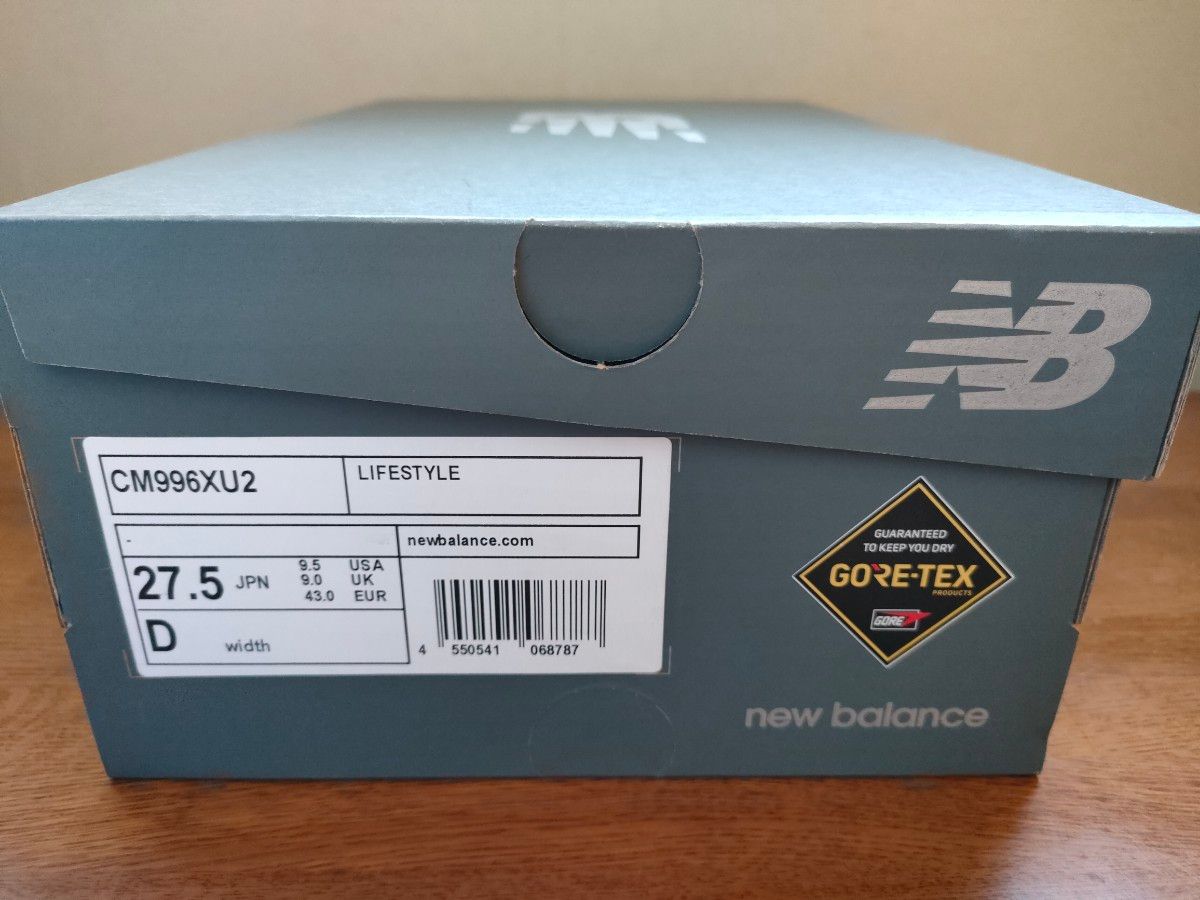 NB
CM996XU2
LIFESTYLE
-
newbalance.com
27.5 JPN
9.5 USA
9.0 UK
43.0 EUR
D width
4 550541 068787
GUARANTEED
TO KEEP YOU DRY
GORE-TEX
PRODUCTS
GORE
new balance